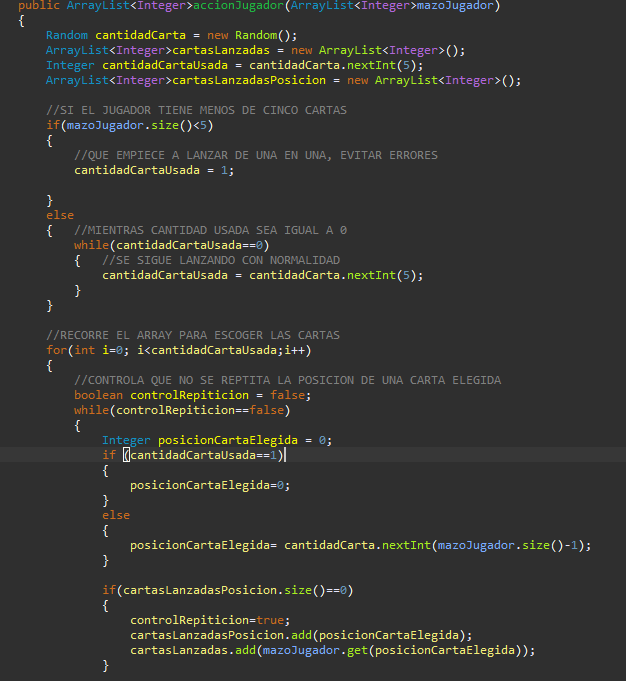 public ArrayList<Integer>accionJugador(ArrayList<Integer>mazoJugador)
{
    Random cantidadCarta = new Random();
    ArrayList<Integer>cartasLanzadas = new ArrayList<Integer>();
    Integer cantidadCartaUsada = cantidadCarta.nextInt(5);
    ArrayList<Integer>cartasLanzadasPosicion = new ArrayList<Integer>();

    //SI EL JUGADOR TIENE MENOS DE CINCO CARTAS
    if(mazoJugador.size()<5)
    {
        //QUE EMPIECE A LANZAR DE UNA EN UNA, EVITAR ERRORES
        cantidadCartaUsada = 1;

    }
    else
    {   //MIENTRAS CANTIDAD USADA SEA IGUAL A 0
        while(cantidadCartaUsada==0)
        {   //SE SIGUE LANZANDO CON NORMALIDAD
            cantidadCartaUsada = cantidadCarta.nextInt(5);
        }
    }

    //RECORRE EL ARRAY PARA ESCOGER LAS CARTAS
    for(int i=0; i<cantidadCartaUsada;i++)
    {
        //CONTROLA QUE NO SE REPTITA LA POSICION DE UNA CARTA ELEGIDA
        boolean controlRepiticion = false;
        while(controlRepiticion==false)
        {
            Integer posicionCartaElegida = 0;
            if (cantidadCartaUsada==1)
            {
                posicionCartaElegida=0;
            }
            else
            {
                posicionCartaElegida= cantidadCarta.nextInt(mazoJugador.size()-1);
            }

            if(cartasLanzadasPosicion.size()==0)
            {
                controlRepiticion=true;
                cartasLanzadasPosicion.add(posicionCartaElegida);
                cartasLanzadas.add(mazoJugador.get(posicionCartaElegida));
            }